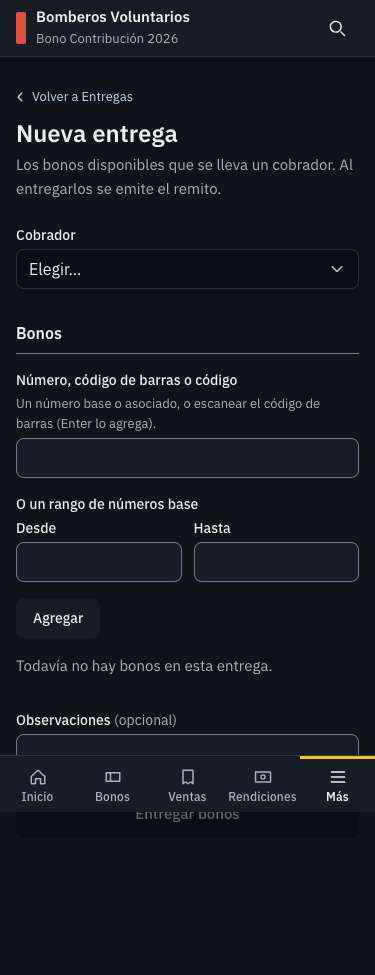 Bomberos Voluntarios
Bono Contribución 2026
Volver a Entregas
Nueva entrega
Los bonos disponibles que se lleva un cobrador. Al
entregarlos se emite el remito.
Cobrador
Elegir...
Bonos
Número, código de barras o código
Un número base o asociado, o escanear el código de
barras (Enter lo agrega).
O un rango de números base
Desde
Hasta
Agregar
Todavía no hay bonos en esta entrega.
Observaciones (opcional)
Inicio
Bonos
Ventas
Rendiciones
Más
Entregar bonos